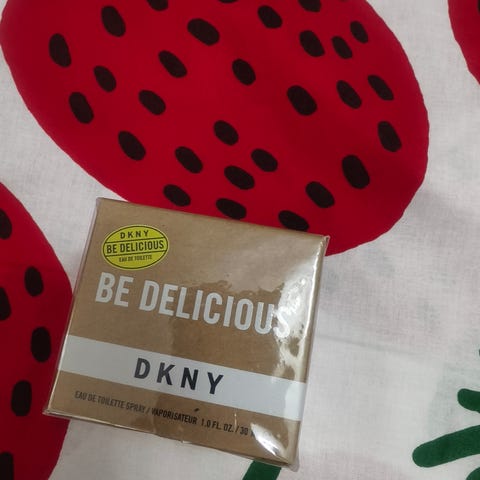 DKNY
BE DELICIOUS
EAU DE TOILETTE
BE DELICIOUS
DKNY
EAU DE TOILETTE SPRAY / VAPORISATEUR 1.0 FL. OZ. / 30